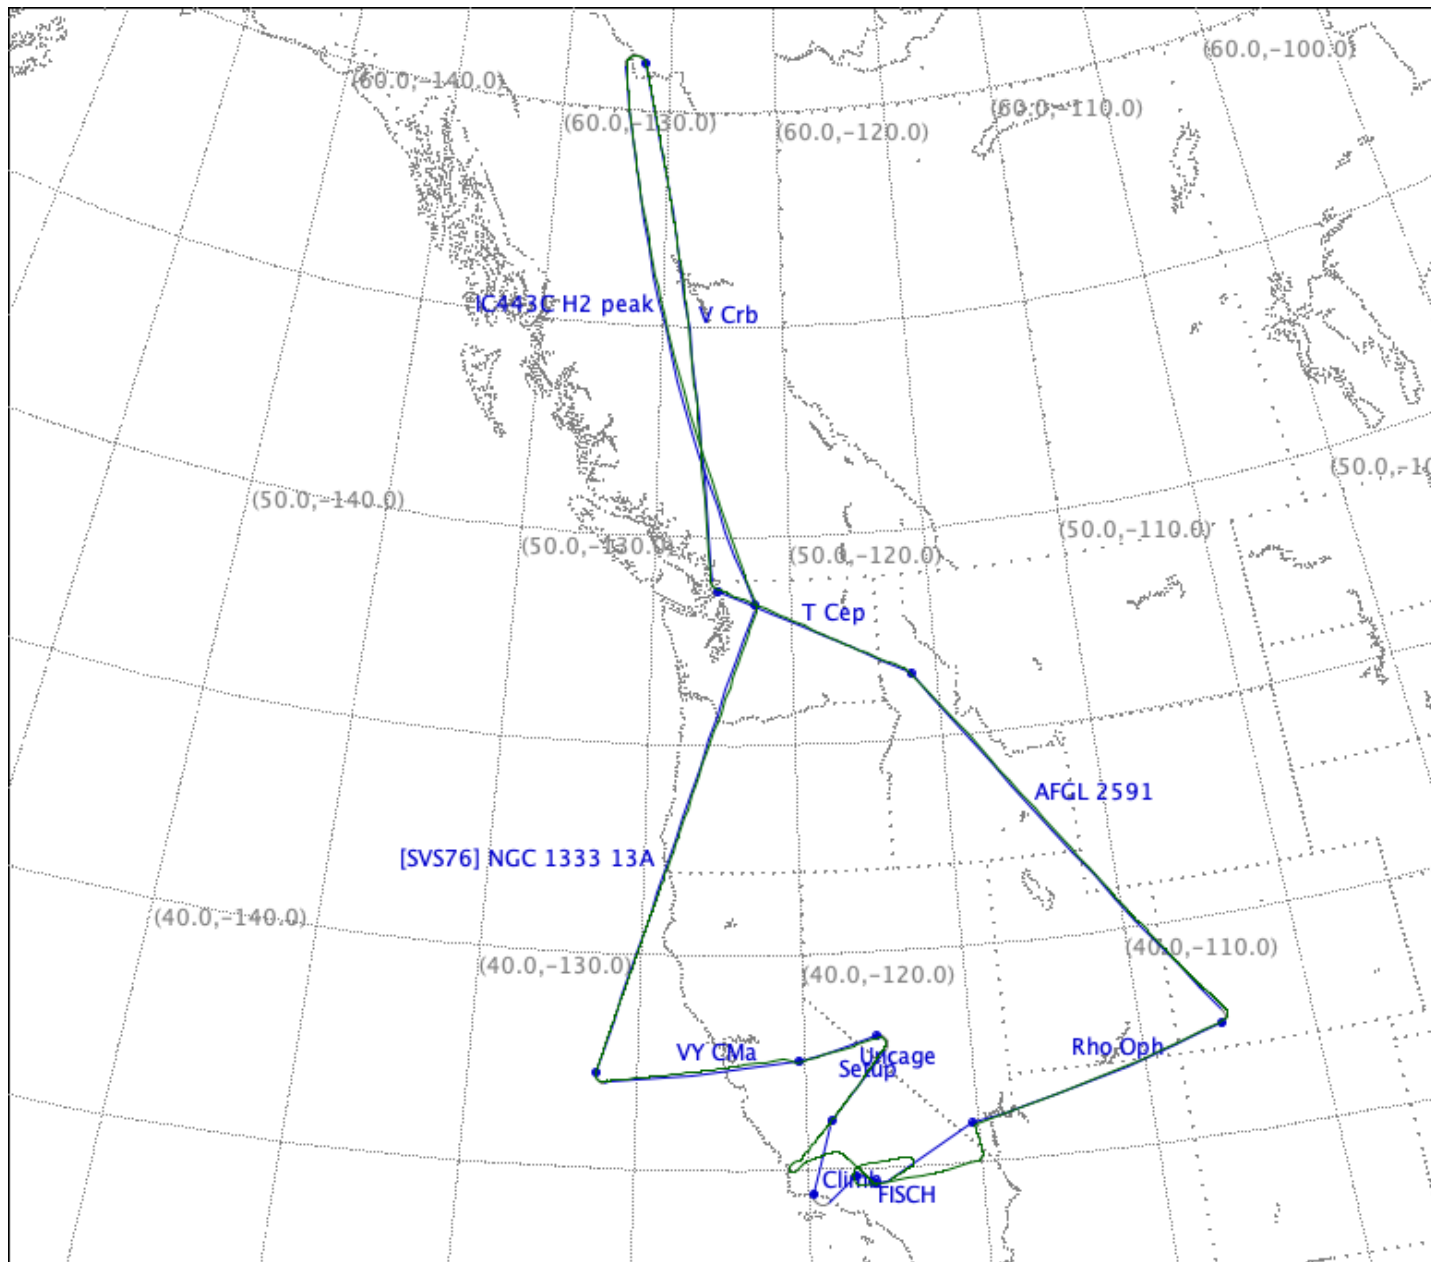 (60.0,−100.0)
(60.0,−140.0)
(60.0,−110.0)
(60.0,−130.0)
(60.0,−120.0)
IC443C H2 peak
V Crb
(50.0,−10
(50.0,−140.0)
(50.0,−110.0)
(50.0,−130.0)
(50.0,−120.0)
T Cep
AFGL 2591
[SVS76] NGC 1333 13A
(40.0,−140.0)
(40.0,−110.0)
(40.0,−130.0)
(40.0,−120.0)
Rho Oph
VY CMa
Uncage
Setup
Climb
FISCH